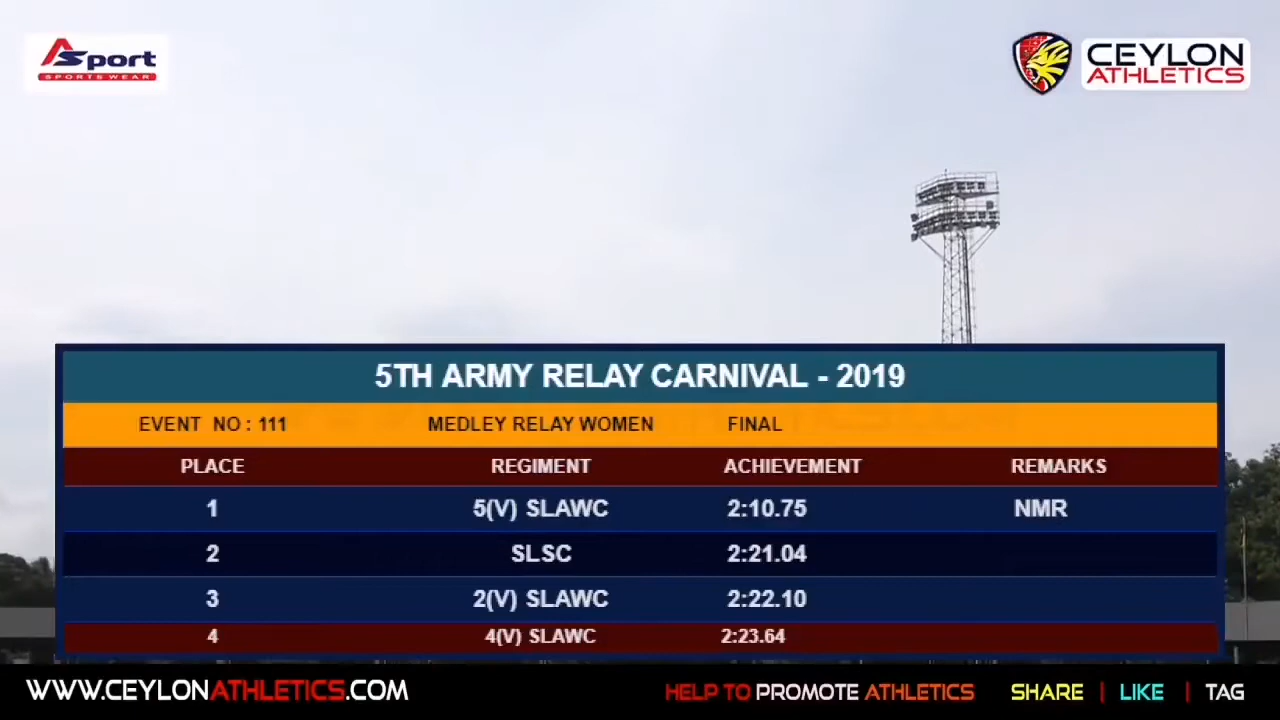 Asport
SPORTS WEAR
CEYLON
ATHLETICS
5TH ARMY RELAY CARNIVAL - 2019
EVENT NO : 111 MEDLEY RELAY WOMEN FINAL
PLACE REGIMENT ACHIEVEMENT REMARKS
1 5(V) SLAWC 2:10.75 NMR
2 SLSC 2:21.04
3 2(V) SLAWC 2:22.10
4 4(V) SLAWC 2:23.64
WWW.CEYLONATHLETICS.COM HELP TO PROMOTE ATHLETICS SHARE | LIKE | TAG